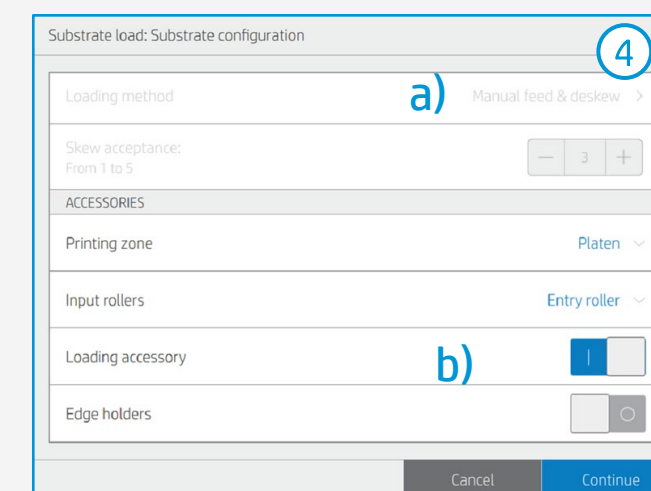 Substrate load: Substrate configuration
4
Loading method a) Manual feed & deskew >
Skew acceptance:
From 1 to 5
− 3 +
ACCESSORIES
Printing zone Platen
Input rollers Entry roller
Loading accessory b)
Edge holders
Cancel Continue